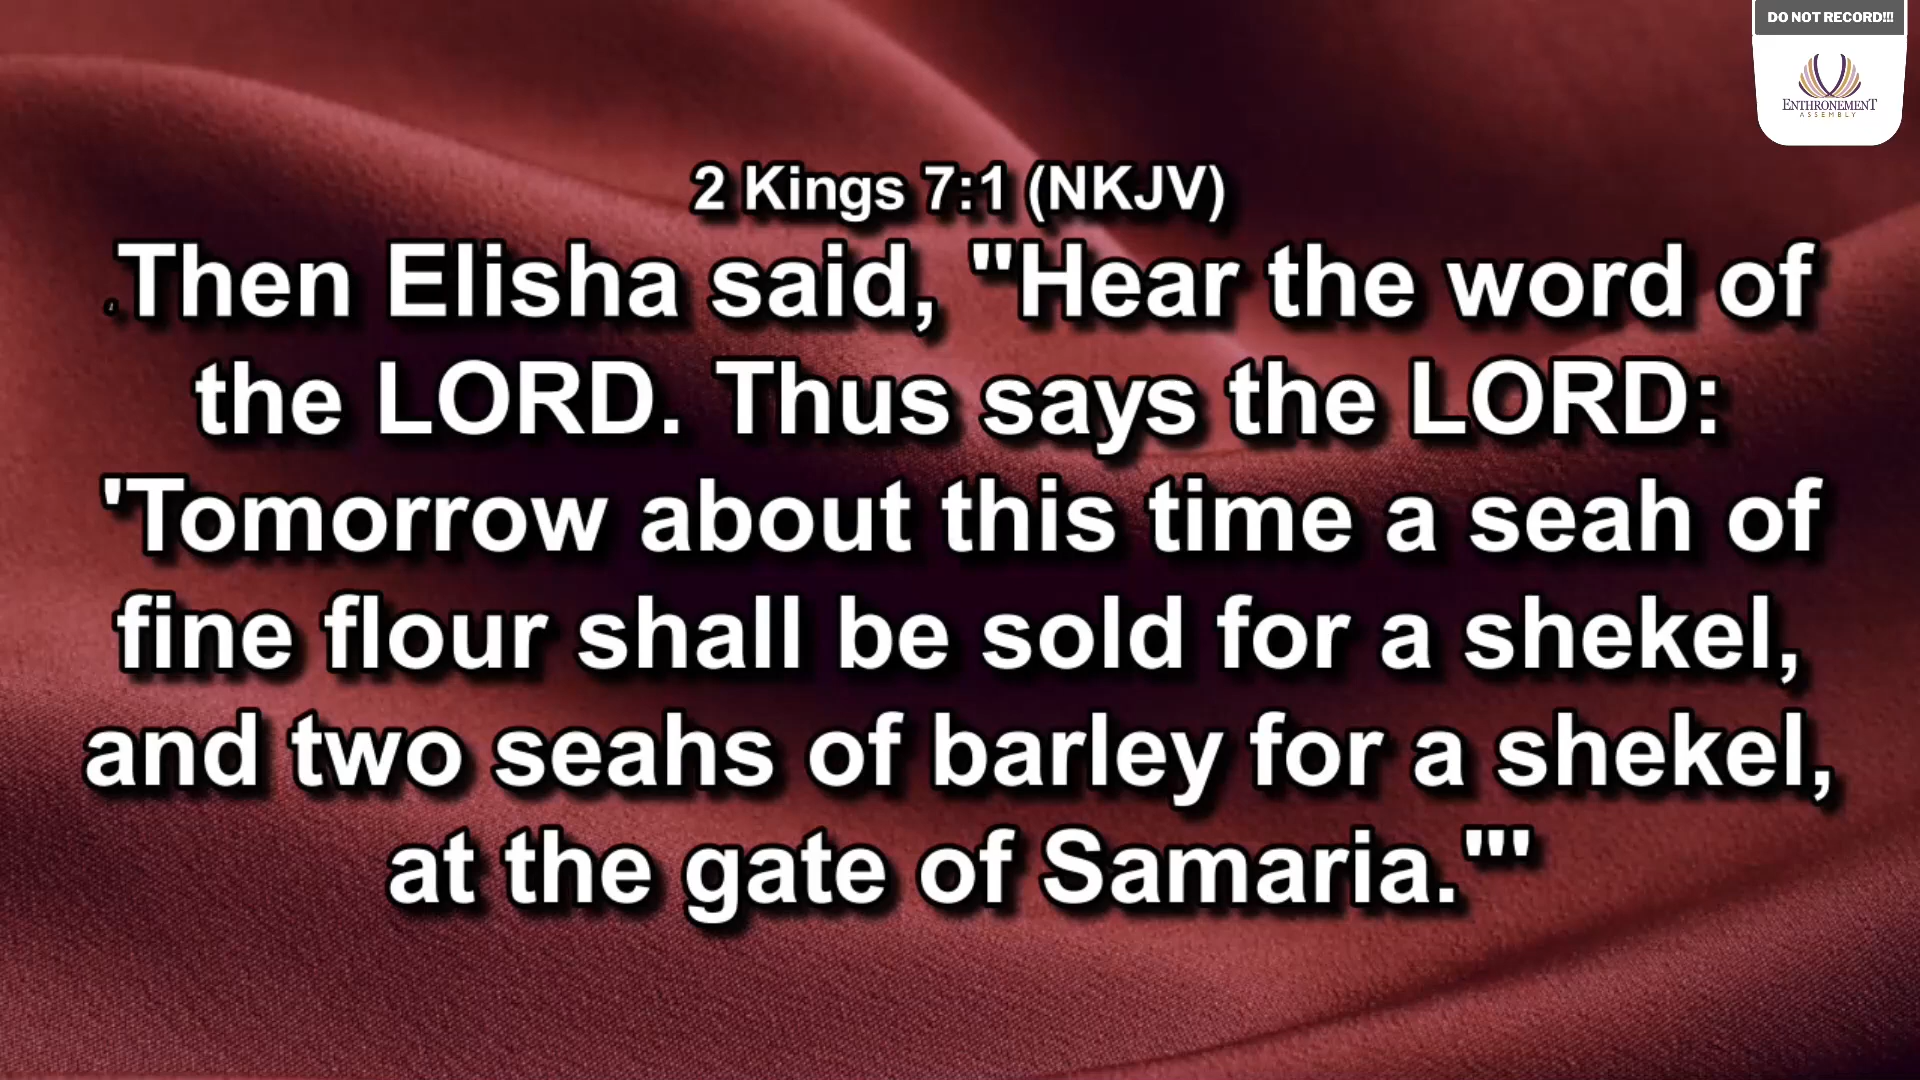 DO NOT RECORD!!!
ENTHRONEMENT
ASSEMBLY
2 Kings 7:1 (NKJV)
Then Elisha said, "Hear the word of
the LORD. Thus says the LORD:
'Tomorrow about this time a seah of
fine flour shall be sold for a shekel,
and two seahs of barley for a shekel,
at the gate of Samaria.'"